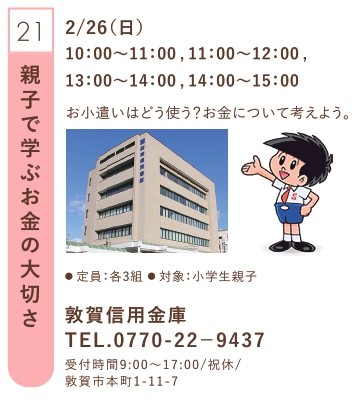 21
親子で学ぶお金の大切さ
2/26(日)
10:00〜11:00 , 11:00〜12:00 ,
13:00〜14:00 , 14:00〜15:00
お小遣いはどう使う?お金について考えよう。
● 定員:各3組 ● 対象:小学生親子
敦賀信用金庫
TEL.0770-22-9437
受付時間9:00〜17:00/祝休/
敦賀市本町1-11-7